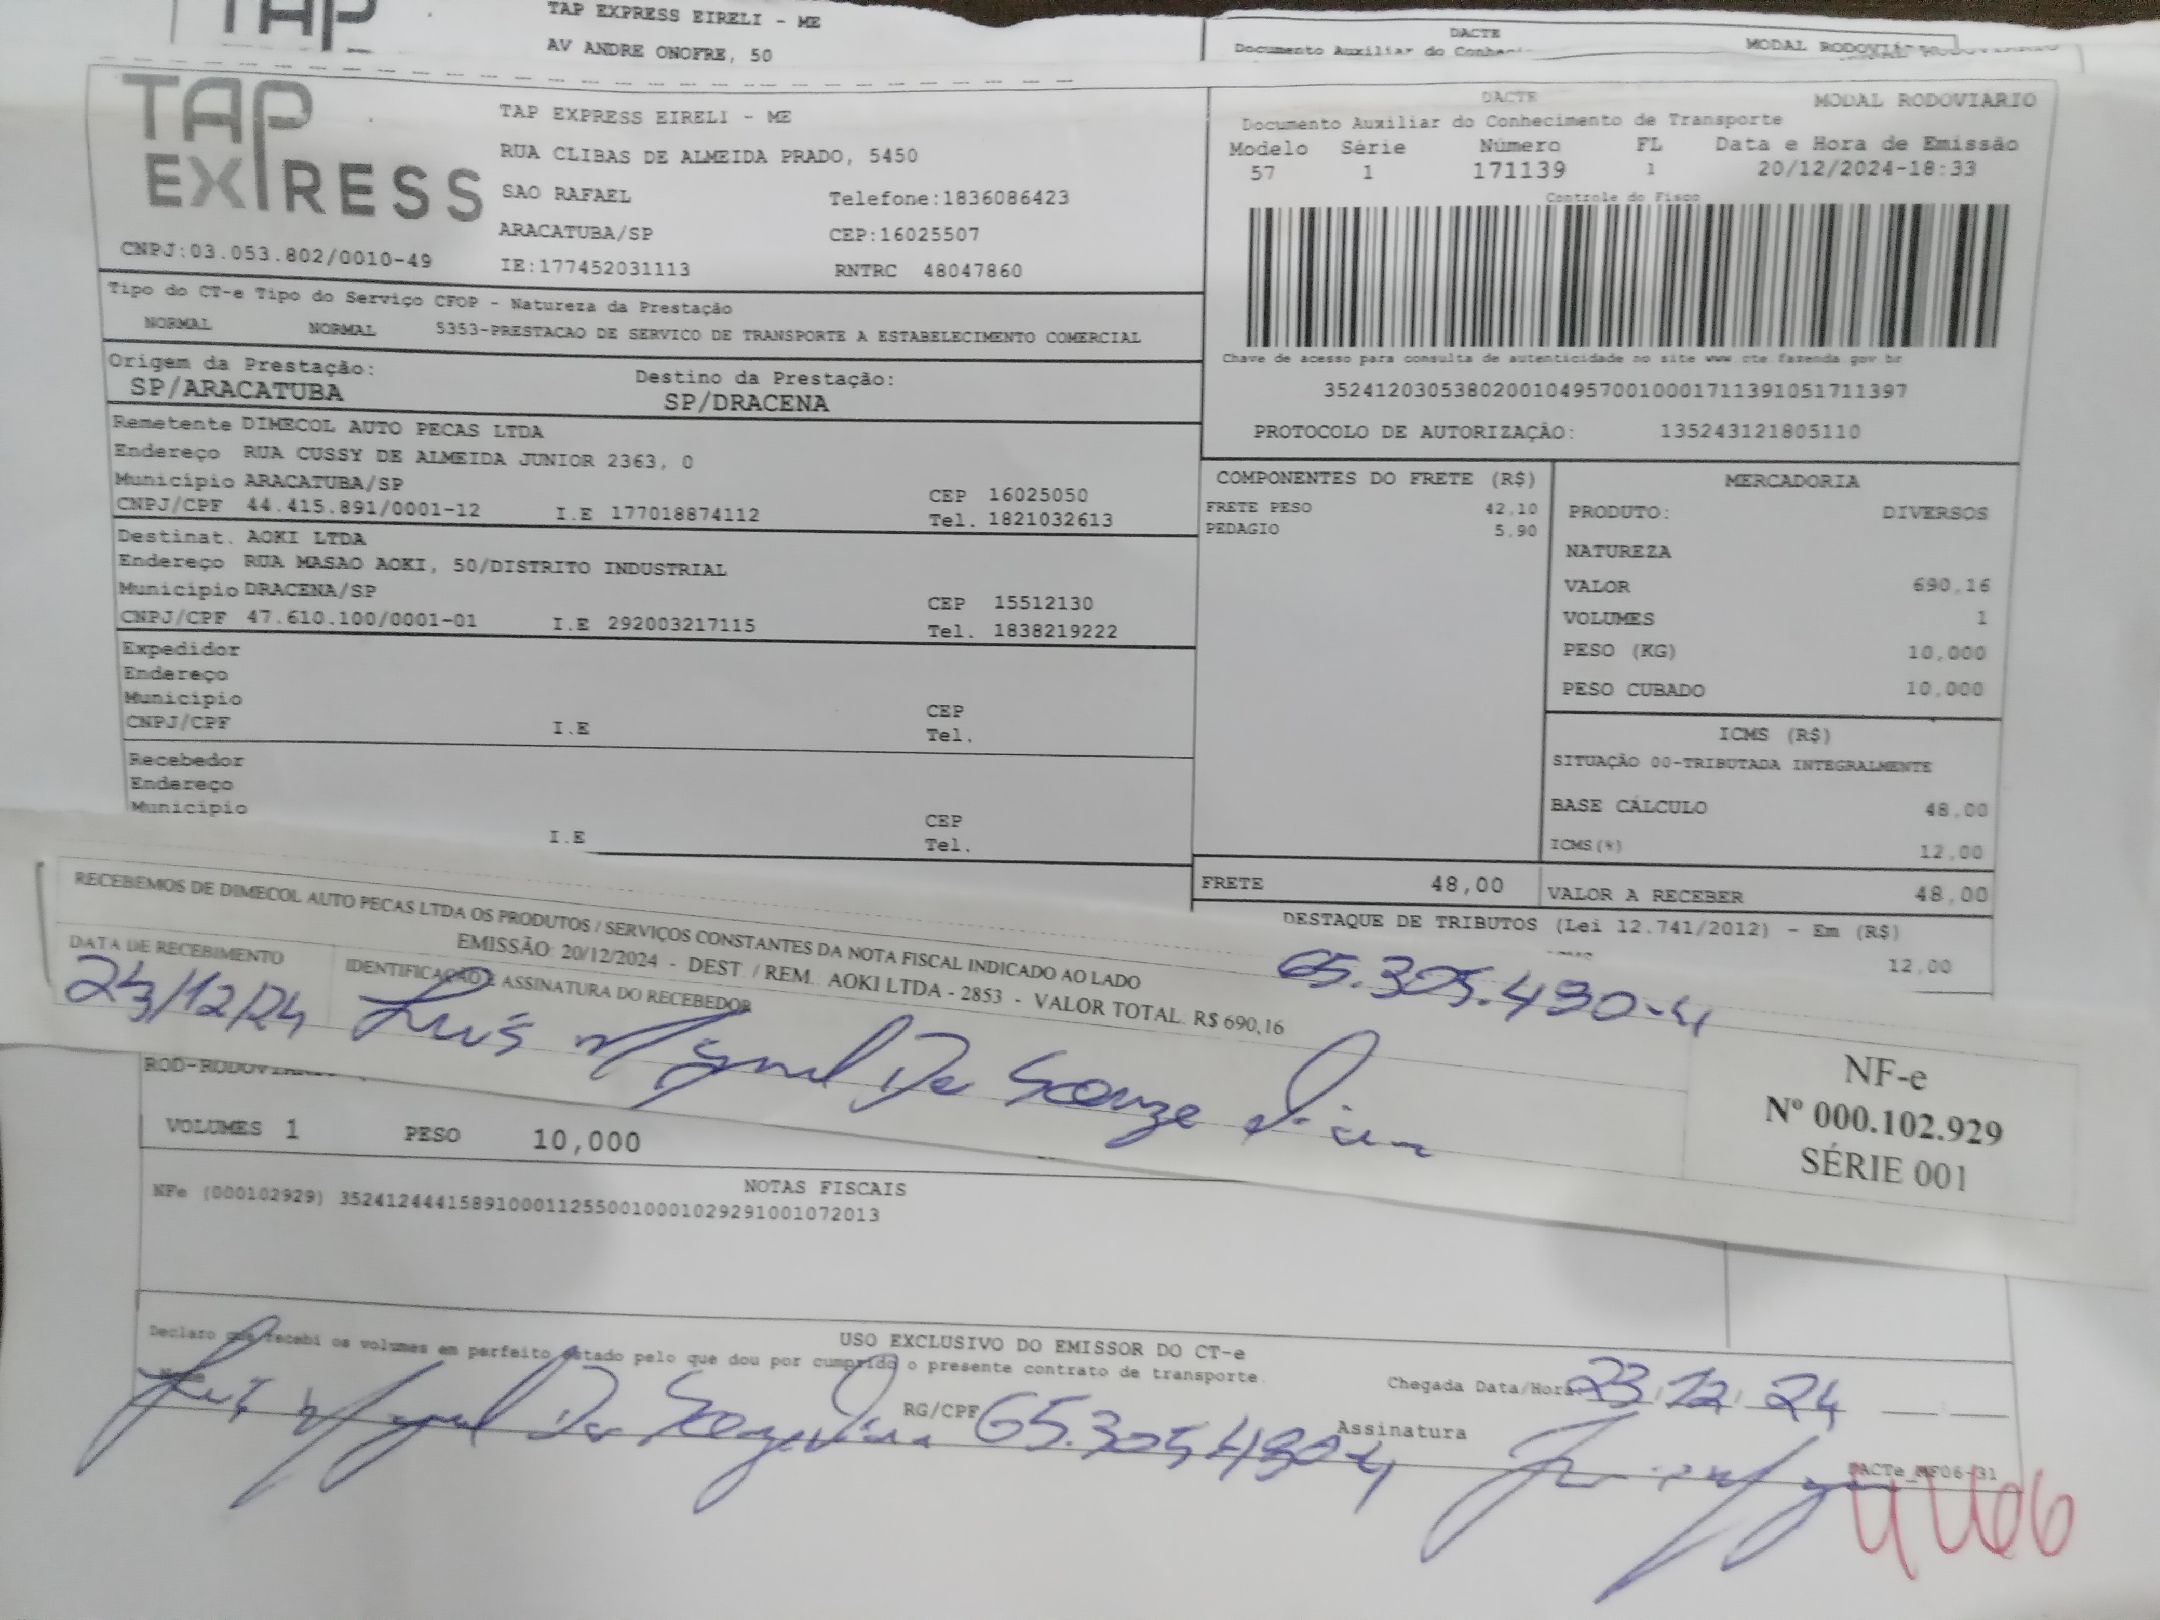 TAP
TAP EXPRESS EIRELI - ME
AV ANDRE ONOFRE, 50
DACTE
MODAL RODOVIARIO
TAP EXPRESS
TAP EXPRESS EIRELI - ME
RUA CLIBAS DE ALMEIDA PRADO, 5450
SAO RAFAEL Telefone:1836086423
ARACATUBA/SP CEP:16025507
CNPJ:03.053.802/0010-49 IE:177452031113 RNTRC 48047860
DACTE MODAL RODOVIARIO
Documento Auxiliar do Conhecimento de Transporte
Modelo Série Número FL Data e Hora de Emissão
57 1 171139 1 20/12/2024-18:33
Controle do Fisco
Chave de acesso para consulta de autenticidade no site www.cte.fazenda.gov.br
35241203053802001049570010001711391051711397
PROTOCOLO DE AUTORIZAÇÃO: 135243121805110
Tipo do CT-e Tipo do Serviço CFOP - Natureza da Prestação
NORMAL NORMAL 5353-PRESTACAO DE SERVICO DE TRANSPORTE A ESTABELECIMENTO COMERCIAL
Origem da Prestação: Destino da Prestação:
SP/ARACATUBA SP/DRACENA
Remetente DIMECOL AUTO PECAS LTDA
Endereço RUA CUSSY DE ALMEIDA JUNIOR 2363, 0
Município ARACATUBA/SP CEP 16025050
CNPJ/CPF 44.415.891/0001-12 I.E 177018874112 Tel. 1821032613
Destinat. AOKI LTDA
Endereço RUA MASAO AOKI, 50/DISTRITO INDUSTRIAL
Município DRACENA/SP CEP 15512130
CNPJ/CPF 47.610.100/0001-01 I.E 292003217115 Tel. 1838219222
Expedidor
Endereço
Município CEP
CNPJ/CPF I.E Tel.
Recebedor
Endereço
Município CEP
I.E Tel.
COMPONENTES DO FRETE (R$)
FRETE PESO 42,10
PEDAGIO 5,90
FRETE 48,00
MERCADORIA
PRODUTO: DIVERSOS
NATUREZA
VALOR 690,16
VOLUMES 1
PESO (KG) 10,000
PESO CUBADO 10,000
ICMS (R$)
SITUAÇÃO 00-TRIBUTADA INTEGRALMENTE
BASE CÁLCULO 48,00
ICMS(%) 12,00
VALOR A RECEBER 48,00
DESTAQUE DE TRIBUTOS (Lei 12.741/2012) - Em (R$)
12,00
RECEBEMOS DE DIMECOL AUTO PECAS LTDA OS PRODUTOS / SERVIÇOS CONSTANTES DA NOTA FISCAL INDICADO AO LADO
EMISSÃO: 20/12/2024 - DEST. / REM.: AOKI LTDA - 2853 - VALOR TOTAL: R$ 690,16
65.305.490-4
DATA DE RECEBIMENTO IDENTIFICAÇÃO E ASSINATURA DO RECEBEDOR
23/12/24 Luís Miguel De Souza
NF-e
Nº 000.102.929
SÉRIE 001
VOLUMES 1 PESO 10,000
NOTAS FISCAIS
NFe (000102929) 35241244415891000112550010001029291001072013
USO EXCLUSIVO DO EMISSOR DO CT-e
Declaro que recebi os volumes em perfeito estado pelo que dou por cumprido o presente contrato de transporte.
Chegada Data/Hora 23/12/24
Luís Miguel De Souza RG/CPF 65.305.490-4 Assinatura
DACTe_MF06-31